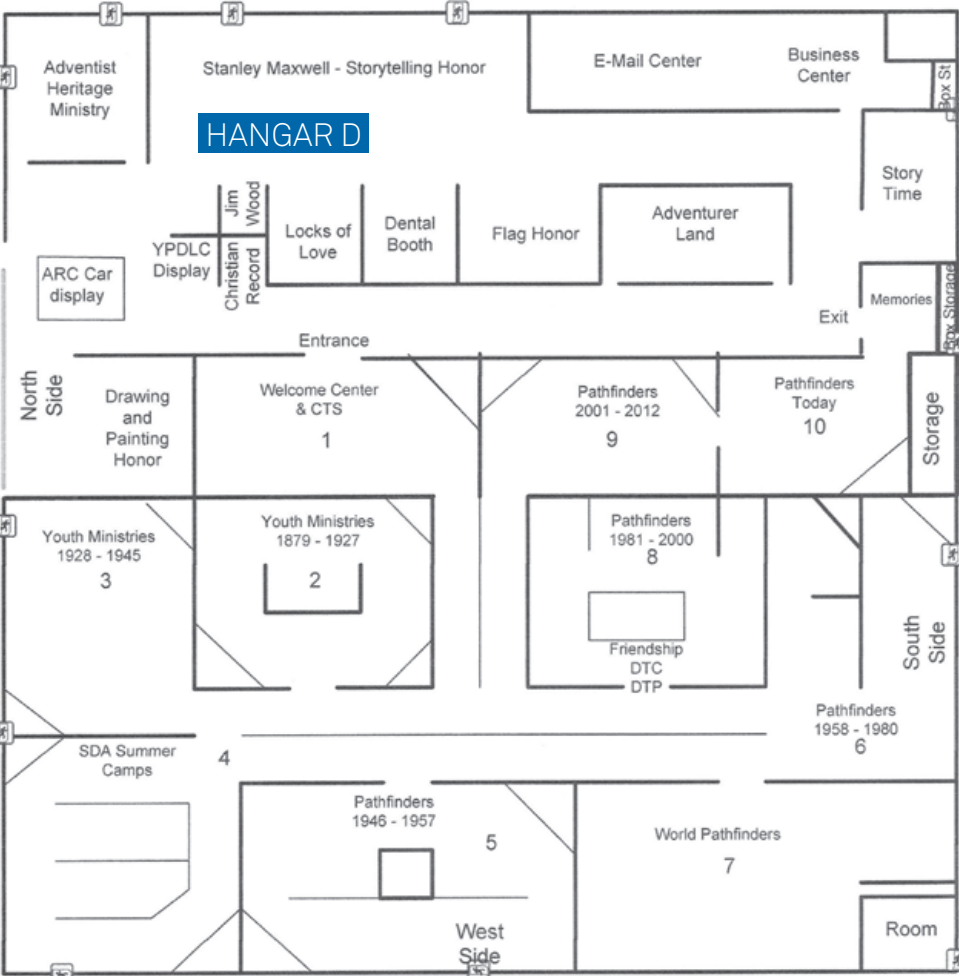 Adventist
Heritage
Ministry
Stanley Maxwell - Storytelling Honor
E-Mail Center
Business
Center
Box St
HANGAR D
Story
Time
Jim
Wood
Locks of
Love
Dental
Booth
Flag Honor
Adventurer
Land
YPDLC
Display
Christian
Record
ARC Car
display
Memories
Box Storage
Exit
Entrance
North
Side
Drawing
and
Painting
Honor
Welcome Center
& CTS
1
Pathfinders
2001 - 2012
9
Pathfinders
Today
10
Storage
Youth Ministries
1928 - 1945
3
Youth Ministries
1879 - 1927
2
Pathfinders
1981 - 2000
8
Friendship
DTC
DTP
South
Side
Pathfinders
1958 - 1980
6
SDA Summer
Camps
4
Pathfinders
1946 - 1957
5
World Pathfinders
7
West
Side
Room